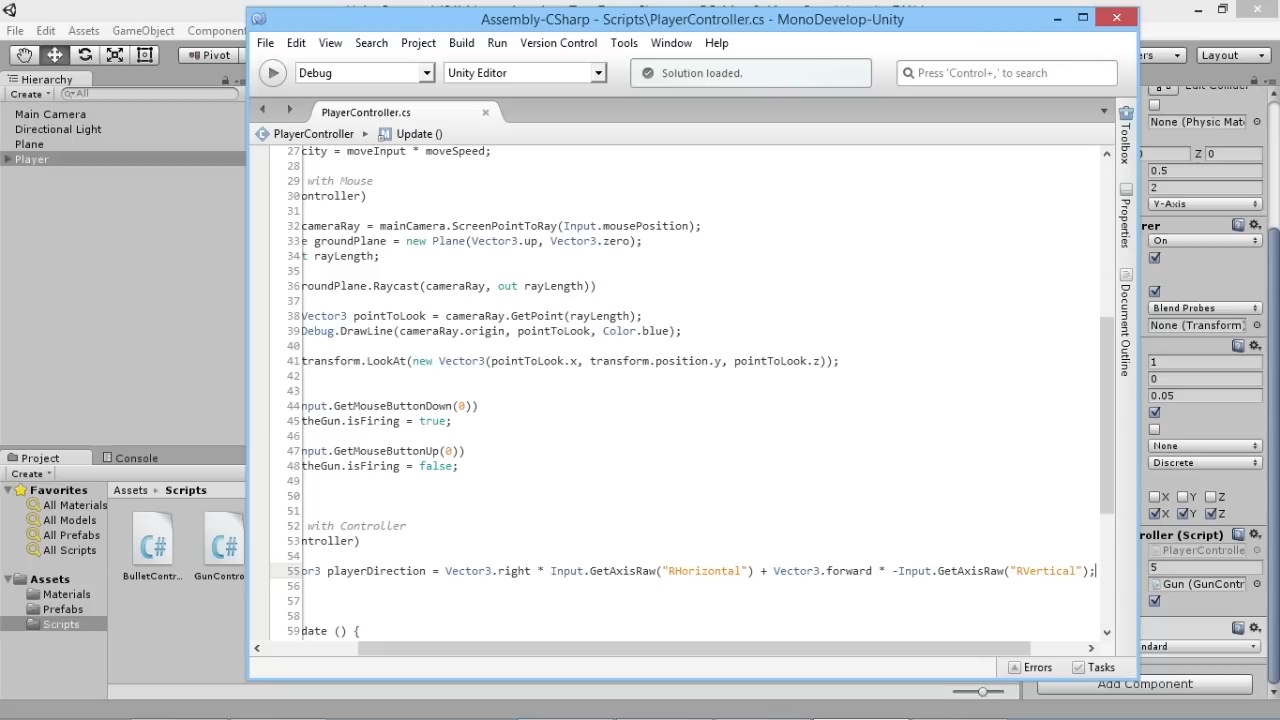 Assembly-CSharp - Scripts\PlayerController.cs - MonoDevelop-Unity
File Edit Assets GameObject Component
File Edit View Search Project Build Run Version Control Tools Window Help
Pivot
Layout
Debug
Unity Editor
Solution loaded.
Press 'Control+,' to search
Hierarchy
Create
All
Main Camera
Directional Light
Plane
Player
PlayerController.cs
PlayerController Update ()
27 city = moveInput * moveSpeed;
28
29 with Mouse
30 ontroller)
31
32 cameraRay = mainCamera.ScreenPointToRay(Input.mousePosition);
33 e groundPlane = new Plane(Vector3.up, Vector3.zero);
34 t rayLength;
35
36 roundPlane.Raycast(cameraRay, out rayLength))
37
38 Vector3 pointToLook = cameraRay.GetPoint(rayLength);
39 Debug.DrawLine(cameraRay.origin, pointToLook, Color.blue);
40
41 transform.LookAt(new Vector3(pointToLook.x, transform.position.y, pointToLook.z));
42
43
44 nput.GetMouseButtonDown(0))
45 theGun.isFiring = true;
46
47 nput.GetMouseButtonUp(0))
48 theGun.isFiring = false;
49
50
51
52 with Controller
53 ontroller)
54
55 or3 playerDirection = Vector3.right * Input.GetAxisRaw("RHorizontal") + Vector3.forward * -Input.GetAxisRaw("RVertical");
56
57
58
59 date () {
Errors
Tasks
Toolbox
Properties
Document Outline
Project
Console
Create
Favorites
All Materials
All Models
All Prefabs
All Scripts
Assets
Materials
Prefabs
Scripts
Assets Scripts
C#
C#
BulletContr...
GunContr
Edit Collider
None (Physic Mat
Z 0
0.5
2
Y-Axis
rer
On
Blend Probes
None (Transform)
1
0
0.05
None
Discrete
X Y Z
X Y Z
ntroller (Script)
PlayerControlle
5
Gun (GunContr
ndard
Add Component